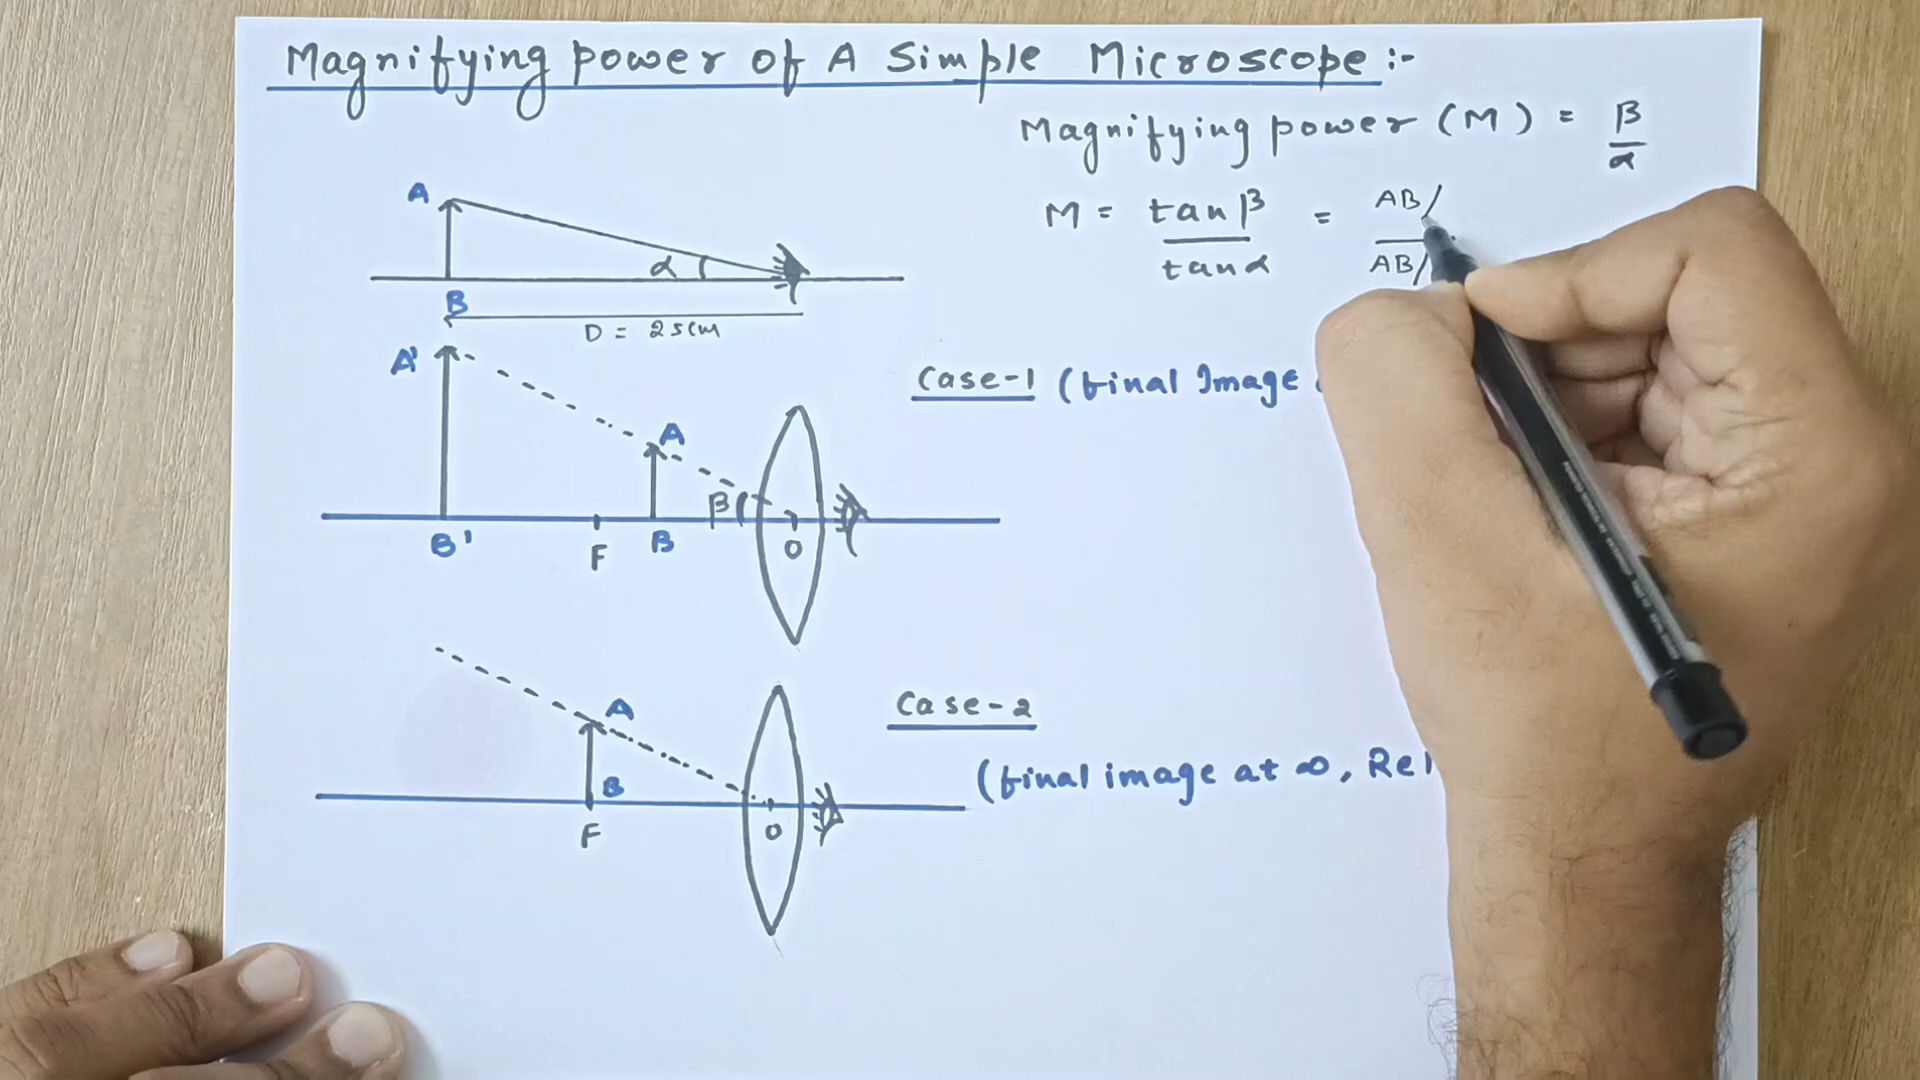 Magnifying power of A Simple Microscope :-
Magnifying power (M) = β/α
M = tanβ/tanα = AB/ / AB/
A
α
B
D = 25cm
A'
A
β
B'
F
B
O
Case-1 (final Image
A
B
F
O
Case-2
(final image at ∞, Rel